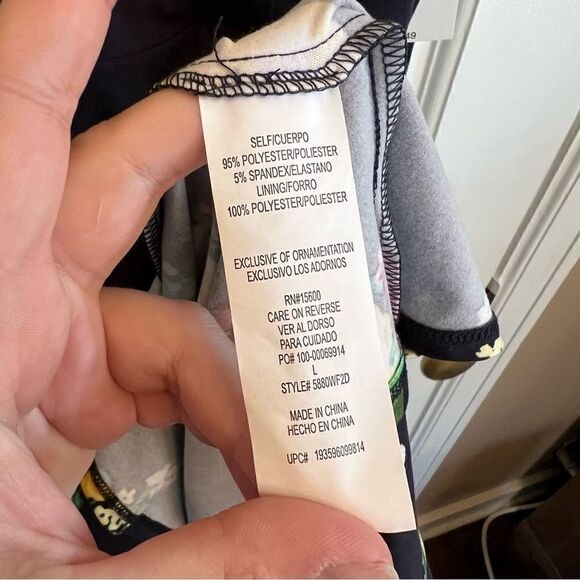 49
SELF/CUERPO
95% POLYESTER/POLIESTER
5% SPANDEX/ELASTANO
LINING/FORRO
100% POLYESTER/POLIESTER
EXCLUSIVE OF ORNAMENTATION
EXCLUSIVO LOS ADORNOS
RN#15600
CARE ON REVERSE
VER AL DORSO
PARA CUIDADO
PO# 100-00069914
L
STYLE# 5880WF2D
MADE IN CHINA
HECHO EN CHINA
UPC# 193596099814